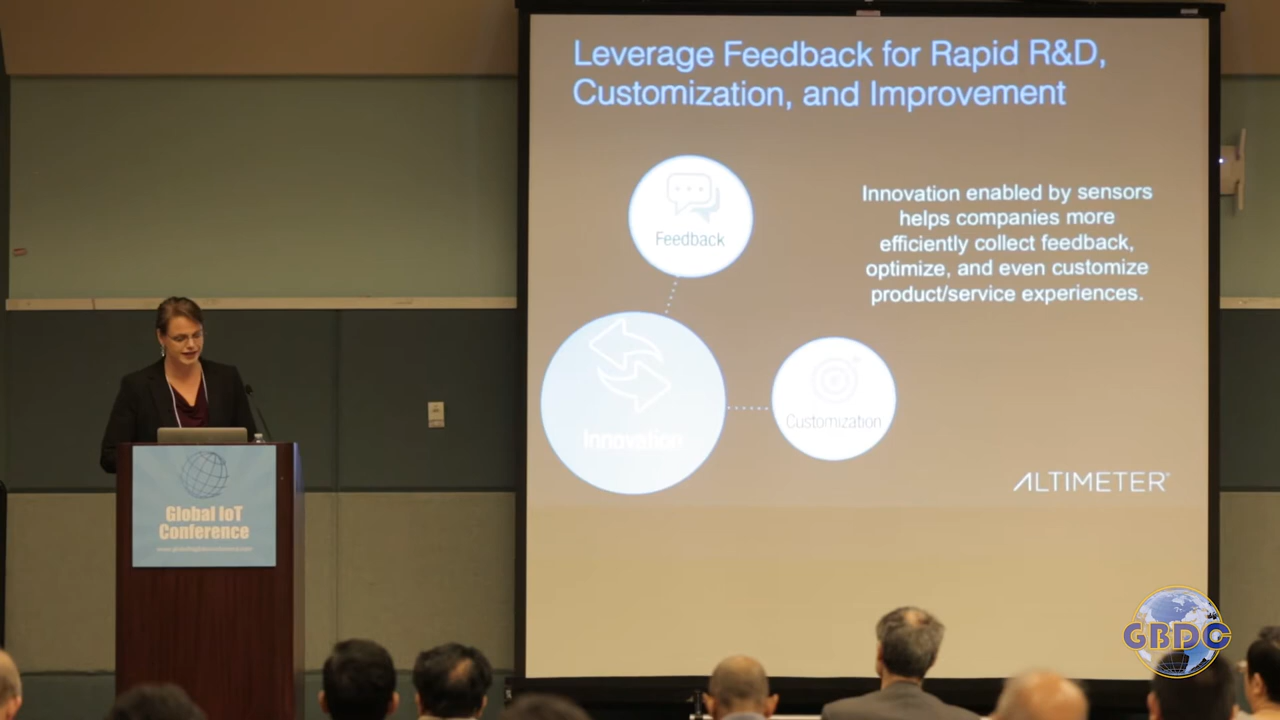 Leverage Feedback for Rapid R&D,
Customization, and Improvement
Feedback
Innovation enabled by sensors
helps companies more
efficiently collect feedback,
optimize, and even customize
product/service experiences.
Innovation
Customization
ALTIMETER®
Global IoT
Conference
GBDC